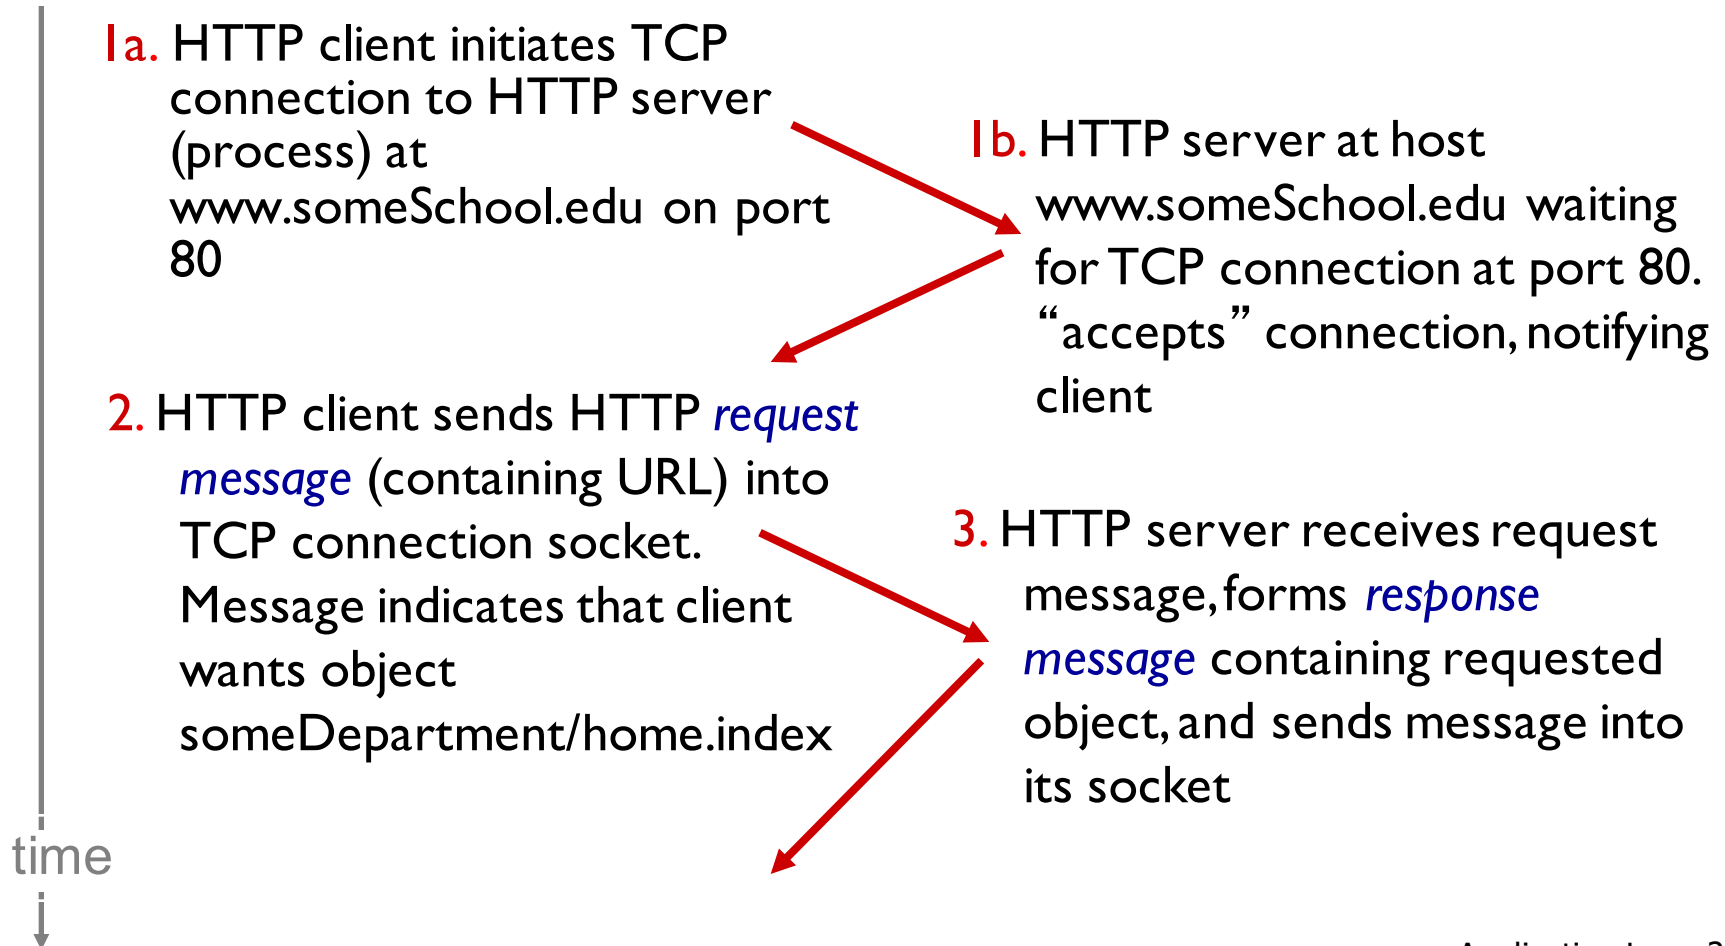 1a. HTTP client initiates TCP
connection to HTTP server
(process) at
www.someSchool.edu on port
80
1b. HTTP server at host
www.someSchool.edu waiting
for TCP connection at port 80.
“accepts” connection, notifying
client
2. HTTP client sends HTTP request
message (containing URL) into
TCP connection socket.
Message indicates that client
wants object
someDepartment/home.index
3. HTTP server receives request
message, forms response
message containing requested
object, and sends message into
its socket
time